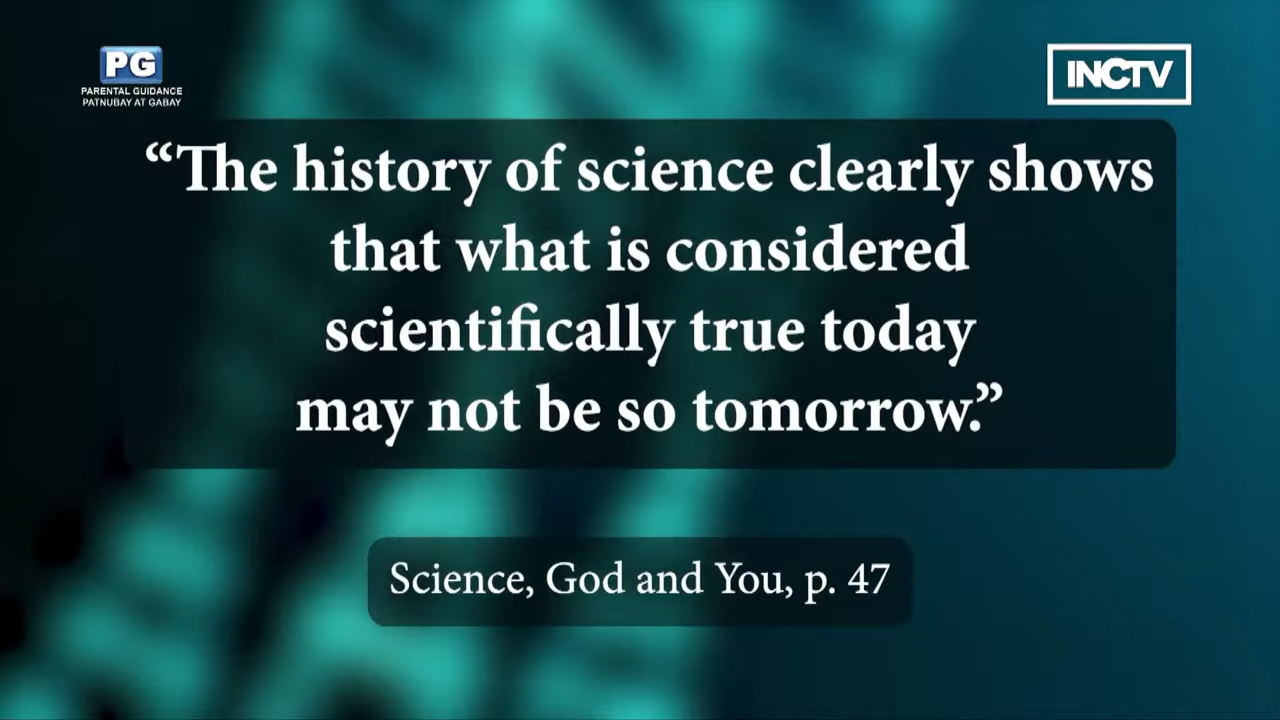 PG
PARENTAL GUIDANCE
PATNUBAY AT GABAY
INCTV
“The history of science clearly shows
that what is considered
scientifically true today
may not be so tomorrow.”
Science, God and You, p. 47